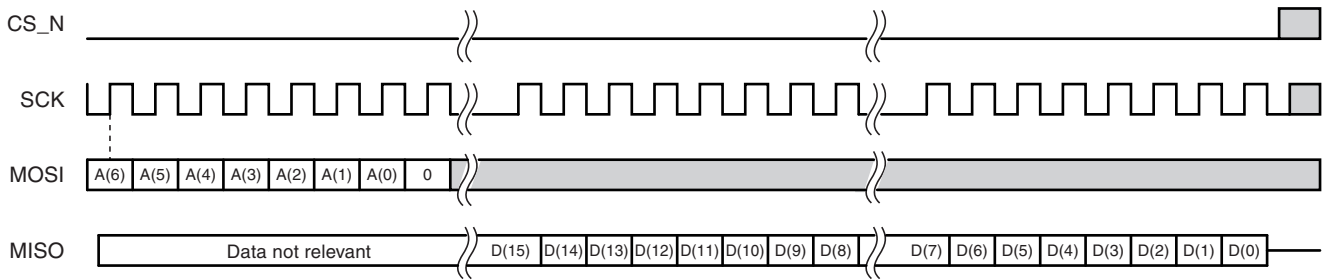 CS_N
SCK
MOSI A(6) A(5) A(4) A(3) A(2) A(1) A(0) 0
MISO Data not relevant D(15) D(14) D(13) D(12) D(11) D(10) D(9) D(8) D(7) D(6) D(5) D(4) D(3) D(2) D(1) D(0)